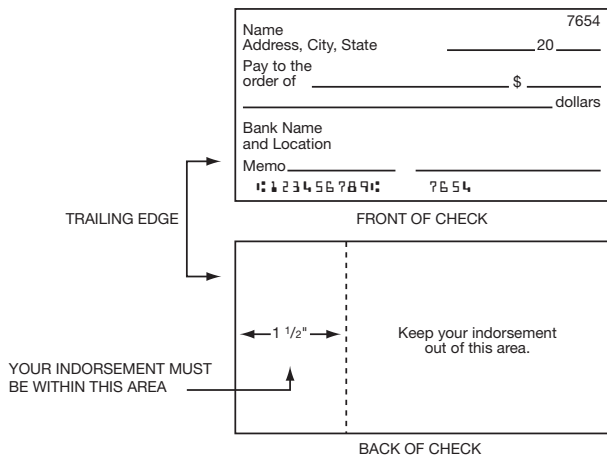 7654
Name
Address, City, State
20
Pay to the
order of $
dollars
Bank Name
and Location
Memo
⑆123456789⑆ 7654
TRAILING EDGE
FRONT OF CHECK
1 1/2"
Keep your indorsement
out of this area.
YOUR INDORSEMENT MUST
BE WITHIN THIS AREA
BACK OF CHECK